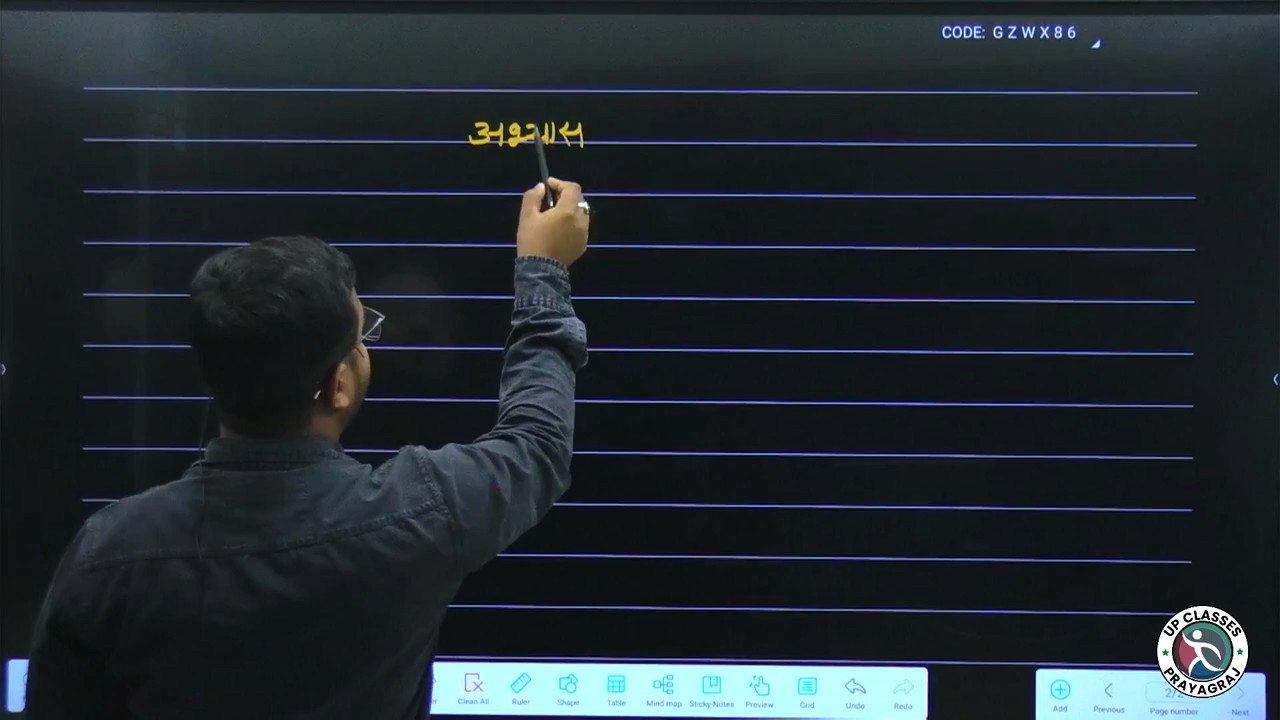 CODE: G Z W X 8 6
Clean All
Ruler
Shape
Table
Mind map
Sticky-Notes
Preview
Grid
Undo
Redo
Add
Previous
Page number
Next
UP CLASSES
PRAYAGRAJ